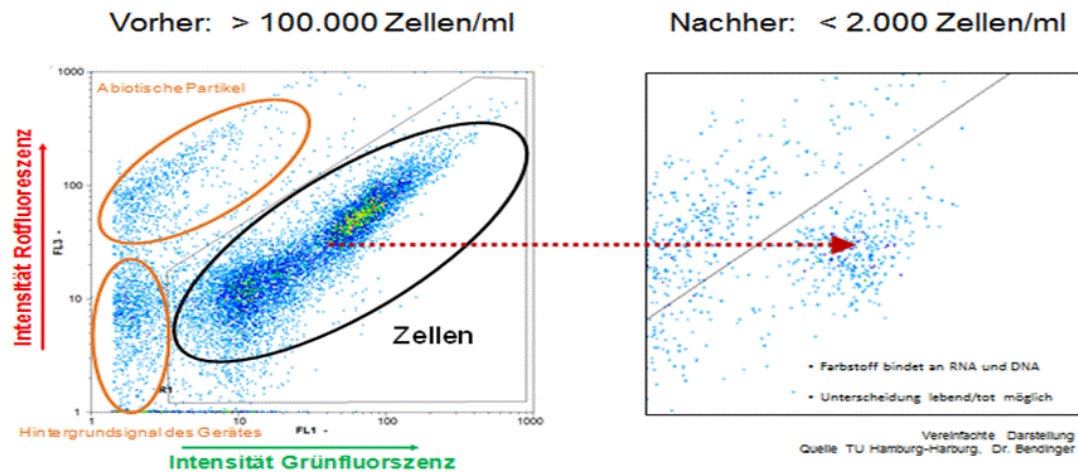 Vorher: > 100.000 Zellen/ml
Nachher: < 2.000 Zellen/ml
1000
Abiotische Partikel
100
10
1
Intensität Rotfluoreszenz
FL3 -
Zellen
R1
1 10 100 1000
Hintergrundsignal des Gerätes
FL1 -
Intensität Grünfluorszenz
• Farbstoff bindet an RNA und DNA
• Unterscheidung lebend/tot möglich
Vereinfachte Darstellung
Quelle TU Hamburg-Harburg, Dr. Bendinger